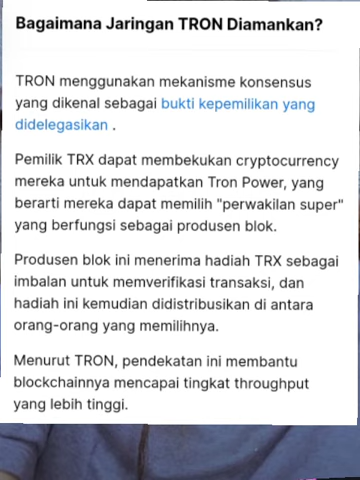 Bagaimana Jaringan TRON Diamankan?
TRON menggunakan mekanisme konsensus
yang dikenal sebagai bukti kepemilikan yang
didelegasikan .
Pemilik TRX dapat membekukan cryptocurrency
mereka untuk mendapatkan Tron Power, yang
berarti mereka dapat memilih "perwakilan super"
yang berfungsi sebagai produsen blok.
Produsen blok ini menerima hadiah TRX sebagai
imbalan untuk memverifikasi transaksi, dan
hadiah ini kemudian didistribusikan di antara
orang-orang yang memilihnya.
Menurut TRON, pendekatan ini membantu
blockchainnya mencapai tingkat throughput
yang lebih tinggi.